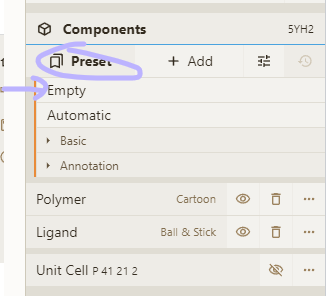 Components 5YH2
Preset + Add
Empty
Automatic
Basic
Annotation
Polymer Cartoon
Ligand Ball & Stick
Unit Cell P 41 21 2